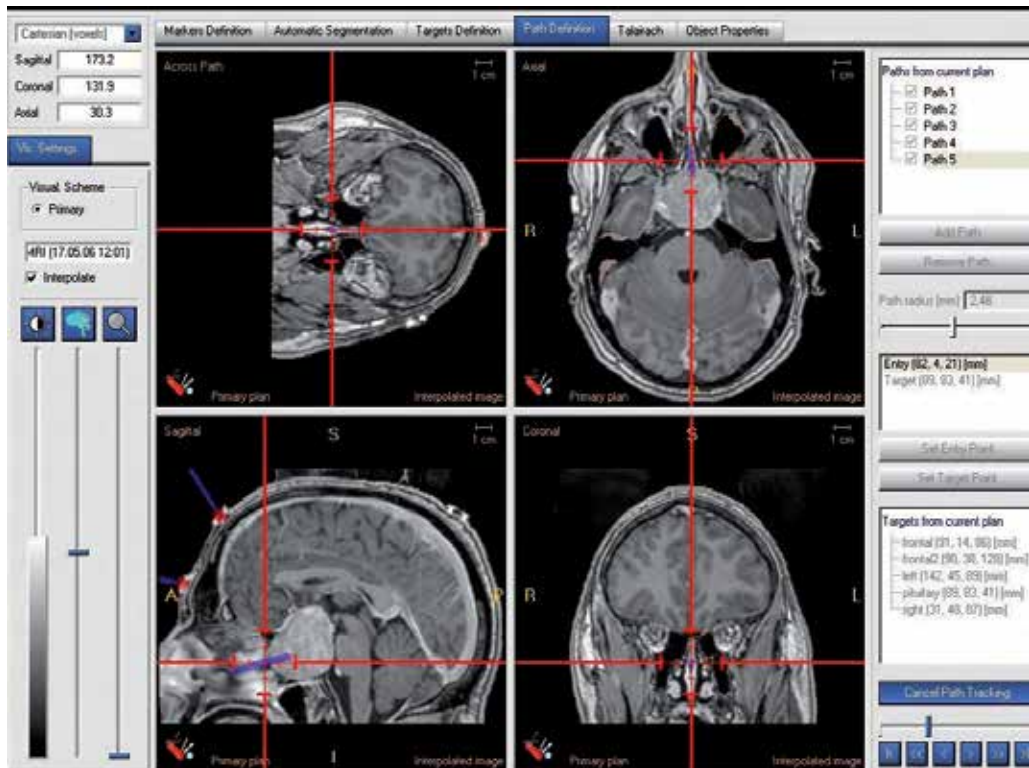 Cartesian (voxels)
Sagittal 173.2
Coronal 131.9
Axial 30.3
Vis. Settings
Visual Scheme
Primary
MRI (17.05.06 12:01)
Interpolate
Markers Definition Automatic Segmentation Targets Definition Path Definition Talairach Object Properties
Across Path
1 cm
Primary plan
Interpolated image
Axial
1 cm
R
L
Primary plan
Interpolated image
Sagittal
S
1 cm
A
P
I
Primary plan
Interpolated image
Coronal
S
1 cm
R
L
Primary plan
Interpolated image
Paths from current plan
Path 1
Path 2
Path 3
Path 4
Path 5
Add Path
Remove Path
Path radius [mm] 2,48
Entry (82, 4, 21) [mm]
Target (89, 83, 41) [mm]
Set Entry Point
Set Target Point
Targets from current plan
frontal (91, 14, 86) [mm]
frontal2 (90, 38, 128) [mm]
left (142, 45, 89) [mm]
pituitary (89, 83, 41) [mm]
right (31, 48, 87) [mm]
Cancel Path Tracking